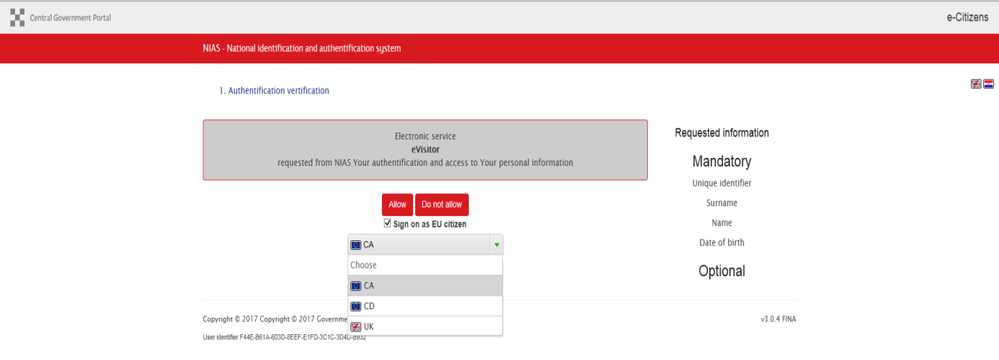 Central Government Portal
e-Citizens
NIAS - National identification and authentification system
1. Authentification vertification
Electronic service
eVisitor
requested from NIAS Your authentification and access to Your personal information
Allow
Do not allow
Sign on as EU citizen
CA
Choose
CA
CD
UK
Requested information
Mandatory
Unique identifier
Surname
Name
Date of birth
Optional
Copyright © 2017 Copyright © 2017 Governme
v3.0.4 FINA
User identifier F44E-B61A-603D-8EEF-E1FD-3C1C-3D4D-B932